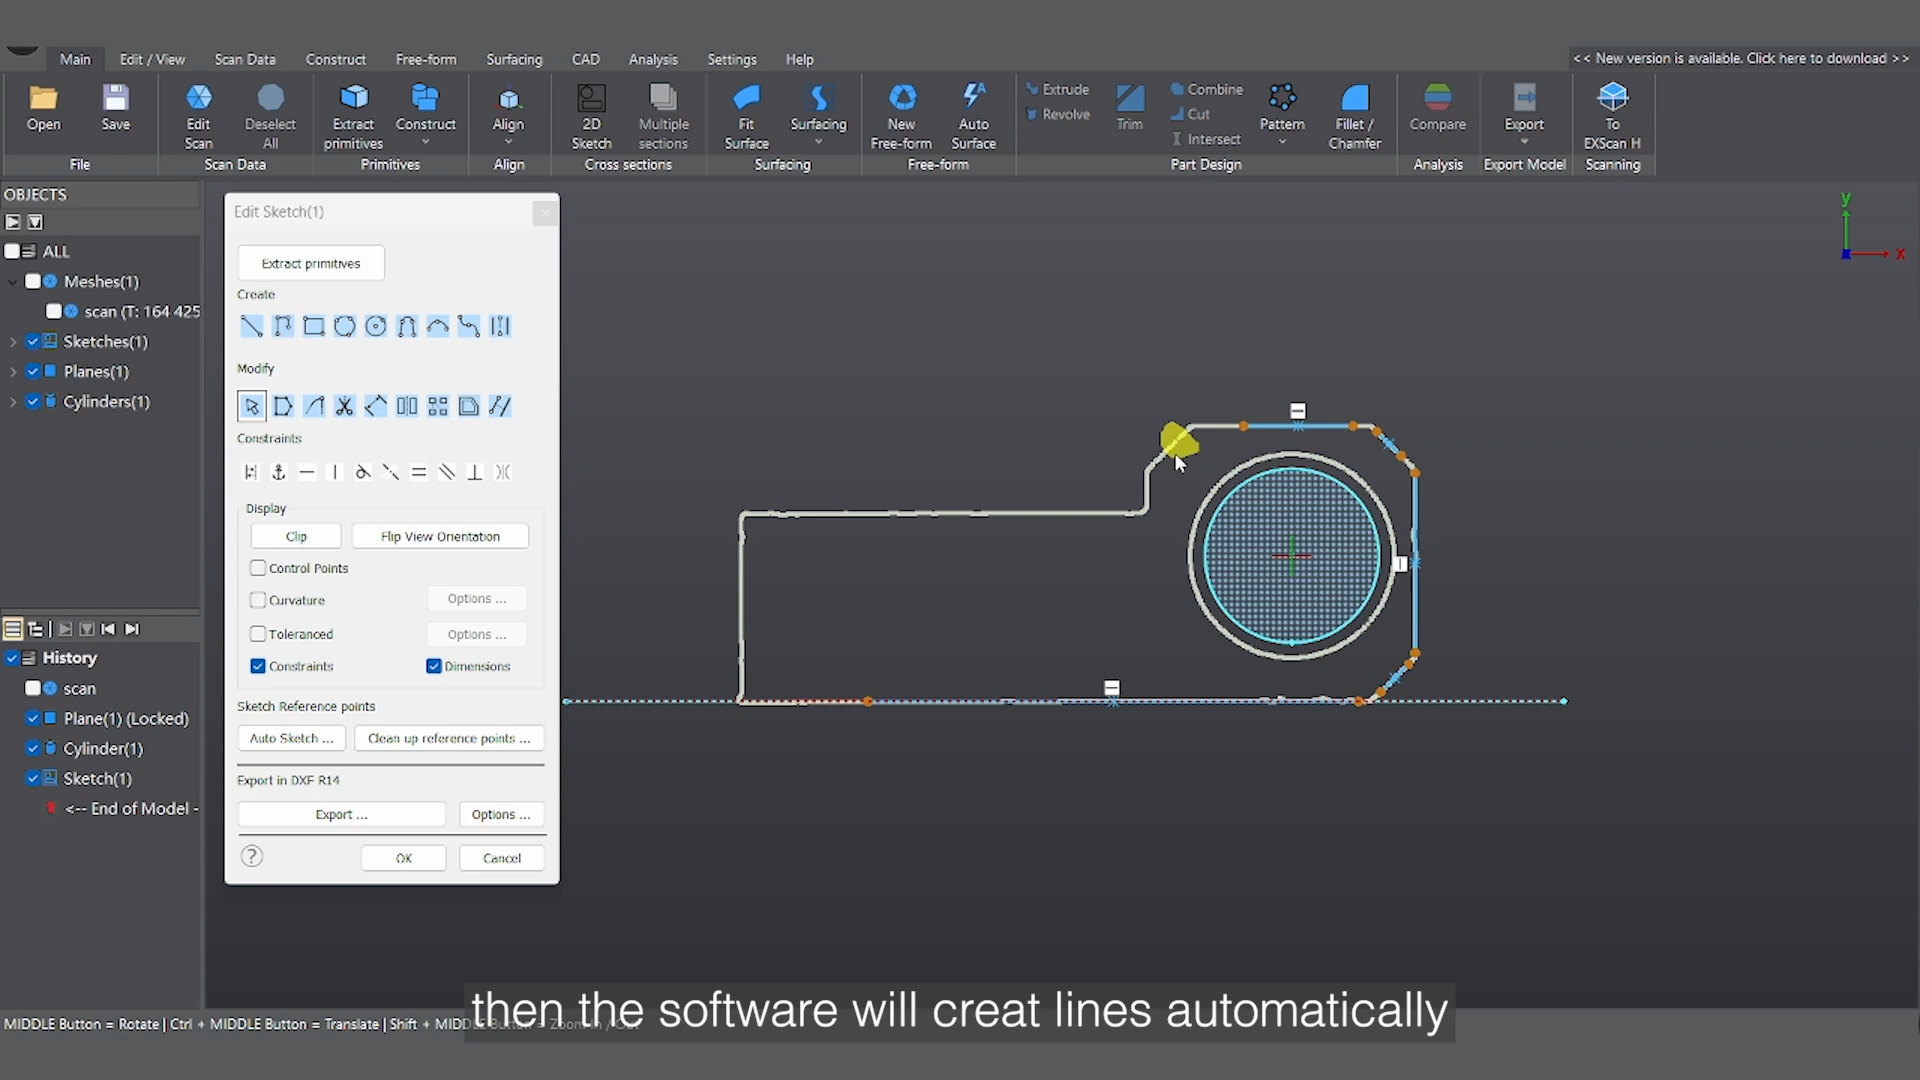 Main Edit / View Scan Data Construct Free-form Surfacing CAD Analysis Settings Help << New version is available. Click here to download >>
Open Save Edit Scan Deselect All Extract primitives Construct Align 2D Sketch Multiple sections Fit Surface Surfacing New Free-form Auto Surface Extrude Revolve Trim Combine Cut Intersect Pattern Fillet / Chamfer Compare Export To EXScan H
File Scan Data Primitives Align Cross sections Surfacing Free-form Part Design Analysis Export Model Scanning
OBJECTS
ALL
Meshes(1)
scan (T: 164 425
Sketches(1)
Planes(1)
Cylinders(1)
History
scan
Plane(1) (Locked)
Cylinder(1)
Sketch(1)
<-- End of Model -
Edit Sketch(1)
Extract primitives
Create
Modify
Constraints
Display
Clip Flip View Orientation
Control Points
Curvature Options ...
Toleranced Options ...
Constraints Dimensions
Sketch Reference points
Auto Sketch ... Clean up reference points ...
Export in DXF R14
Export ... Options ...
? OK Cancel
y
x
MIDDLE Button = Rotate | Ctrl + MIDDLE Button = Translate | Shift + MIDD
then the software will creat lines automatically